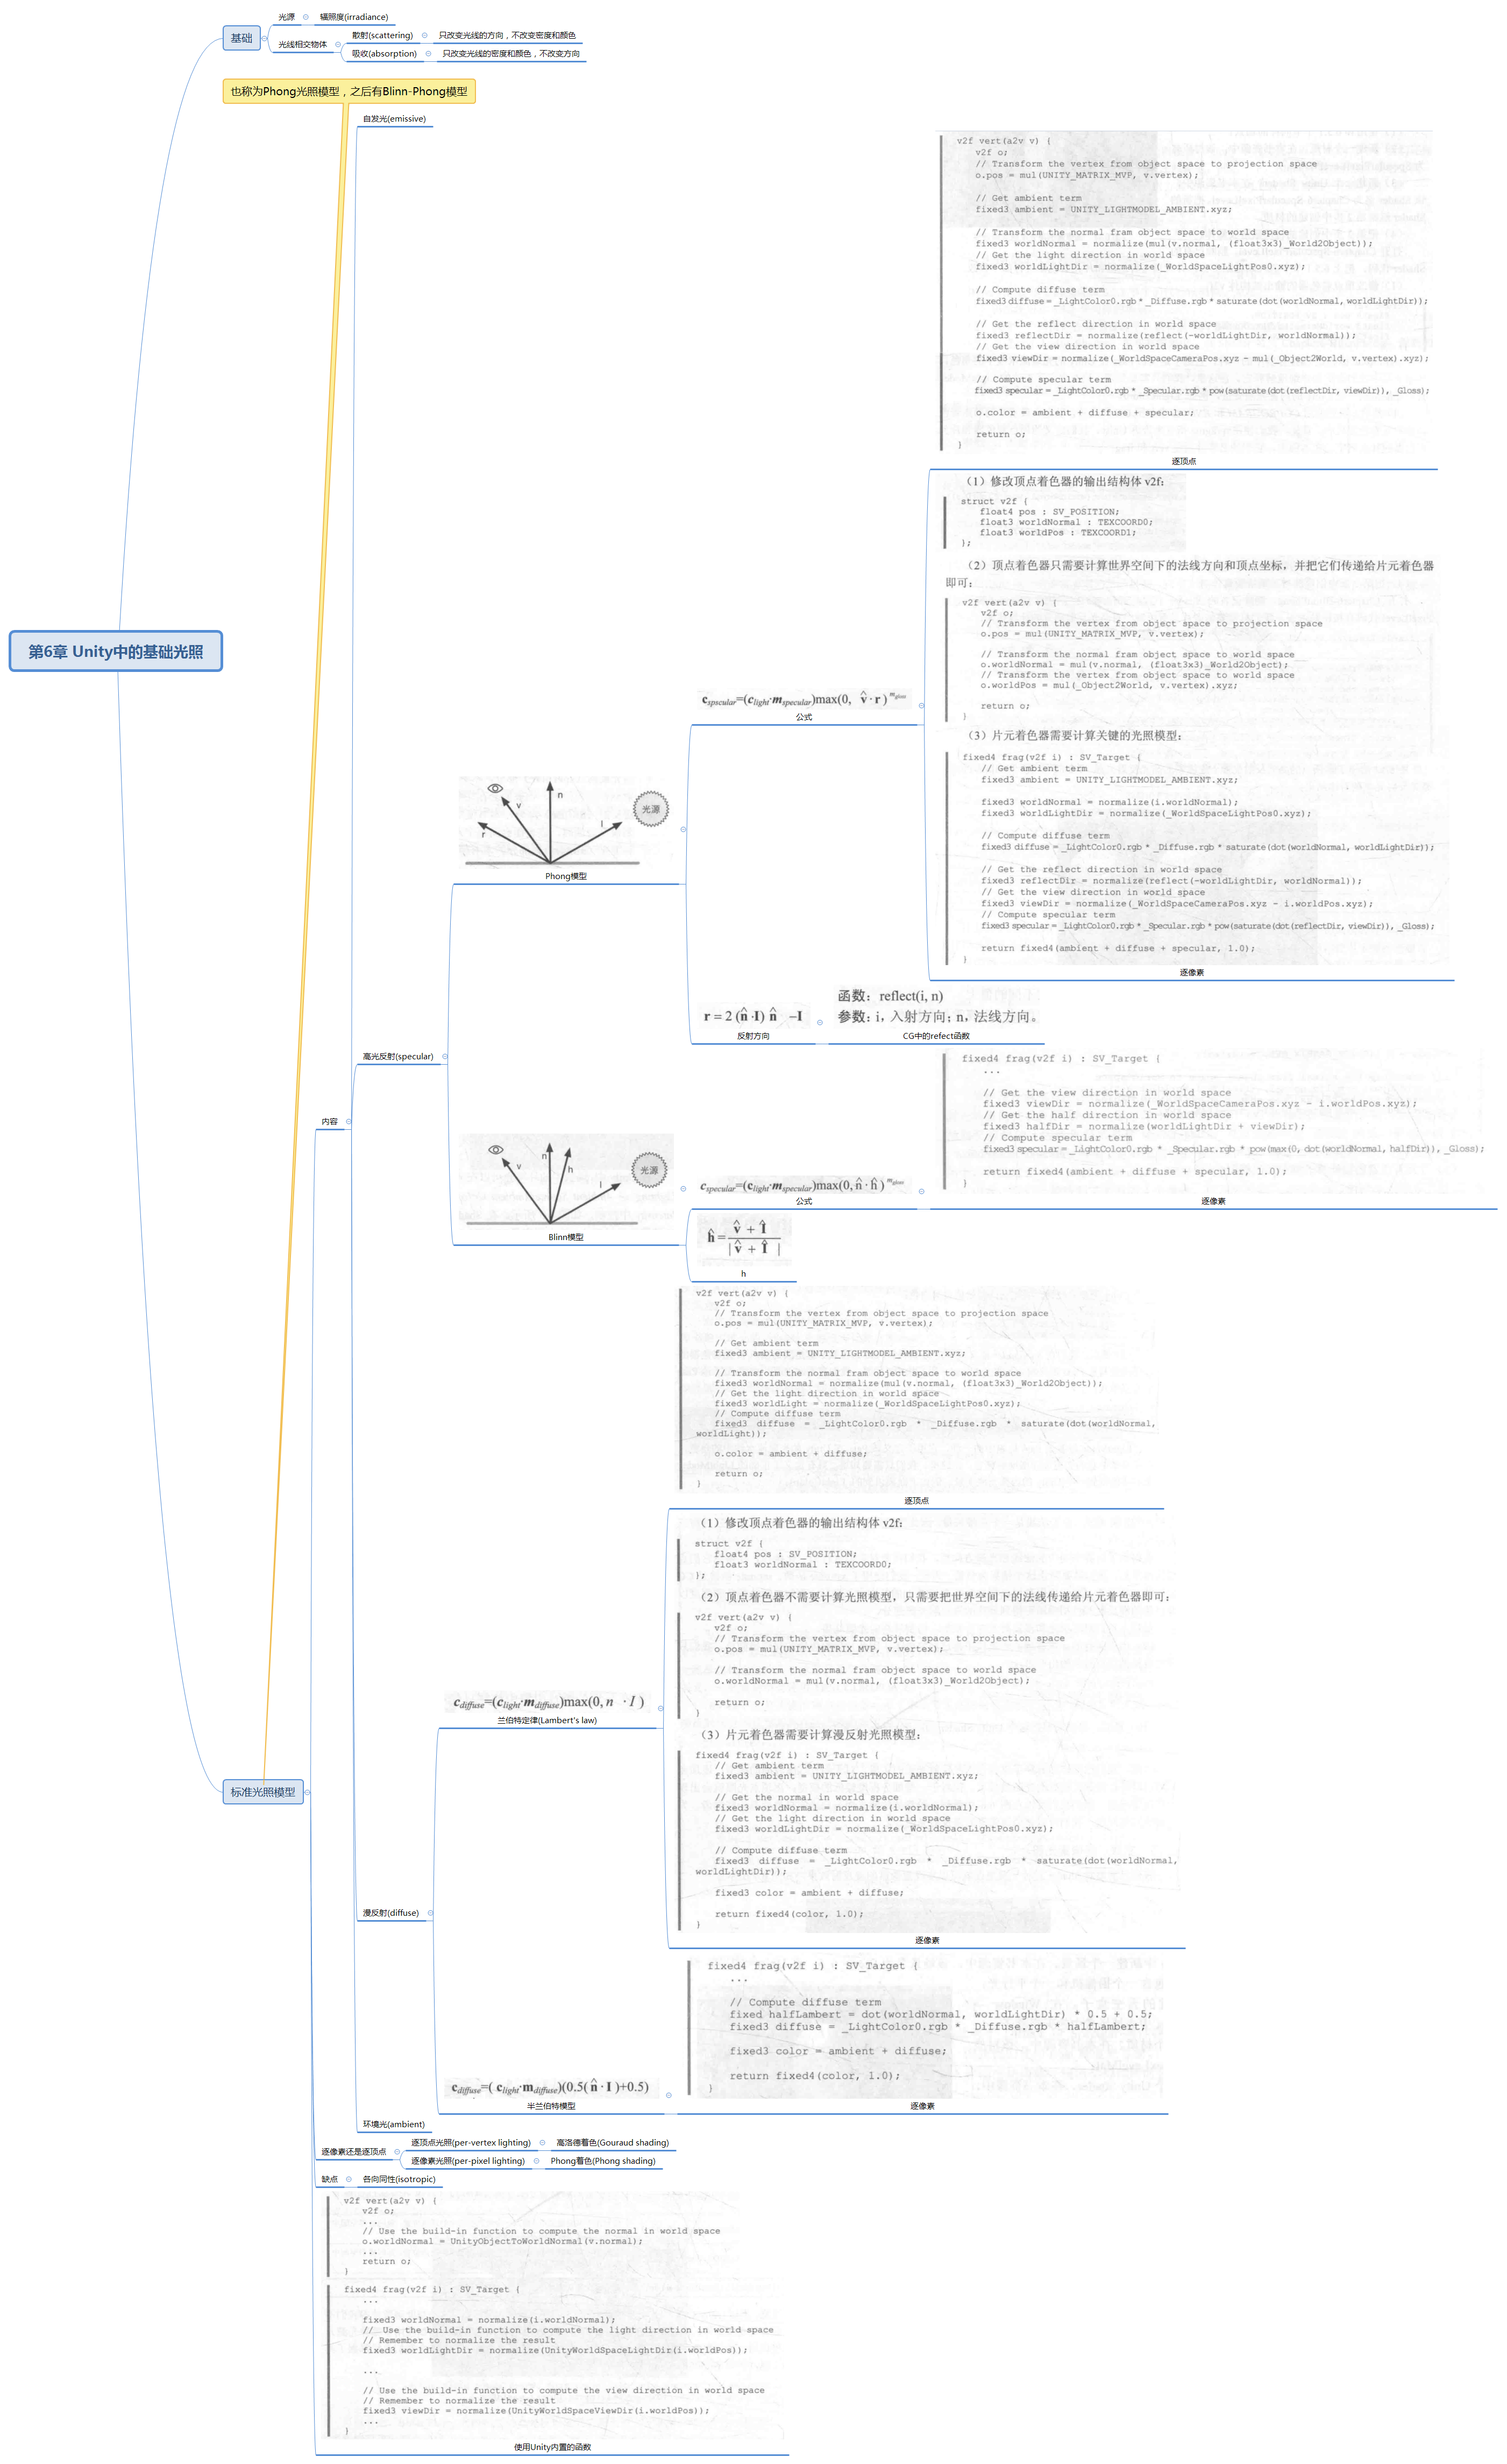 第6章 Unity中的基础光照
基础
光源
辐照度(irradiance)
光线相交物体
散射(scattering)
只改变光线的方向，不改变密度和颜色
吸收(absorption)
只改变光线的密度和颜色，不改变方向
也称为Phong光照模型，之后有Blinn-Phong模型
标准光照模型
内容
自发光(emissive)
高光反射(specular)
v
n
l
r
光源
Phong模型
c_spscular=(c_light·m_specular)max(0, v̂·r)^m_gloss
公式
v2f vert(a2v v) {
v2f o;
// Transform the vertex from object space to projection space
o.pos = mul(UNITY_MATRIX_MVP, v.vertex);
// Get ambient term
fixed3 ambient = UNITY_LIGHTMODEL_AMBIENT.xyz;
// Transform the normal fram object space to world space
fixed3 worldNormal = normalize(mul(v.normal, (float3x3)_World2Object));
// Get the light direction in world space
fixed3 worldLightDir = normalize(_WorldSpaceLightPos0.xyz);
// Compute diffuse term
fixed3 diffuse = _LightColor0.rgb * _Diffuse.rgb * saturate(dot(worldNormal, worldLightDir));
// Get the reflect direction in world space
fixed3 reflectDir = normalize(reflect(-worldLightDir, worldNormal));
// Get the view direction in world space
fixed3 viewDir = normalize(_WorldSpaceCameraPos.xyz - mul(_Object2World, v.vertex).xyz);
// Compute specular term
fixed3 specular = _LightColor0.rgb * _Specular.rgb * pow(saturate(dot(reflectDir, viewDir)), _Gloss);
o.color = ambient + diffuse + specular;
return o;
}
逐顶点
（1）修改顶点着色器的输出结构体 v2f：
struct v2f {
float4 pos : SV_POSITION;
float3 worldNormal : TEXCOORD0;
float3 worldPos : TEXCOORD1;
};
（2）顶点着色器只需要计算世界空间下的法线方向和顶点坐标，并把它们传递给片元着色器
即可：
v2f vert(a2v v) {
v2f o;
// Transform the vertex from object space to projection space
o.pos = mul(UNITY_MATRIX_MVP, v.vertex);
// Transform the normal fram object space to world space
o.worldNormal = mul(v.normal, (float3x3)_World2Object);
// Transform the vertex from object space to world space
o.worldPos = mul(_Object2World, v.vertex).xyz;
return o;
}
（3）片元着色器需要计算关键的光照模型：
fixed4 frag(v2f i) : SV_Target {
// Get ambient term
fixed3 ambient = UNITY_LIGHTMODEL_AMBIENT.xyz;
fixed3 worldNormal = normalize(i.worldNormal);
fixed3 worldLightDir = normalize(_WorldSpaceLightPos0.xyz);
// Compute diffuse term
fixed3 diffuse = _LightColor0.rgb * _Diffuse.rgb * saturate(dot(worldNormal, worldLightDir));
// Get the reflect direction in world space
fixed3 reflectDir = normalize(reflect(-worldLightDir, worldNormal));
// Get the view direction in world space
fixed3 viewDir = normalize(_WorldSpaceCameraPos.xyz - i.worldPos.xyz);
// Compute specular term
fixed3 specular = _LightColor0.rgb * _Specular.rgb * pow(saturate(dot(reflectDir, viewDir)), _Gloss);
return fixed4(ambient + diffuse + specular, 1.0);
}
逐像素
r = 2 (n̂ ·I) n̂ −I
反射方向
函数：reflect(i, n)
参数：i，入射方向；n，法线方向。
CG中的refect函数
v
n
h
l
光源
Blinn模型
c_specular=(c_light·m_specular)max(0, n̂·ĥ)^m_gloss
公式
fixed4 frag(v2f i) : SV_Target {
...
// Get the view direction in world space
fixed3 viewDir = normalize(_WorldSpaceCameraPos.xyz - i.worldPos.xyz);
// Get the half direction in world space
fixed3 halfDir = normalize(worldLightDir + viewDir);
// Compute specular term
fixed3 specular = _LightColor0.rgb * _Specular.rgb * pow(max(0, dot(worldNormal, halfDir)), _Gloss);
return fixed4(ambient + diffuse + specular, 1.0);
}
逐像素
ĥ = (v̂ + Î) / |v̂ + Î|
h
漫反射(diffuse)
c_diffuse=(c_light·m_diffuse)max(0, n · I)
兰伯特定律(Lambert's law)
v2f vert(a2v v) {
v2f o;
// Transform the vertex from object space to projection space
o.pos = mul(UNITY_MATRIX_MVP, v.vertex);
// Get ambient term
fixed3 ambient = UNITY_LIGHTMODEL_AMBIENT.xyz;
// Transform the normal fram object space to world space
fixed3 worldNormal = normalize(mul(v.normal, (float3x3)_World2Object));
// Get the light direction in world space
fixed3 worldLight = normalize(_WorldSpaceLightPos0.xyz);
// Compute diffuse term
fixed3 diffuse = _LightColor0.rgb * _Diffuse.rgb * saturate(dot(worldNormal,
worldLight));
o.color = ambient + diffuse;
return o;
}
逐顶点
（1）修改顶点着色器的输出结构体 v2f：
struct v2f {
float4 pos : SV_POSITION;
float3 worldNormal : TEXCOORD0;
};
（2）顶点着色器不需要计算光照模型，只需要把世界空间下的法线传递给片元着色器即可：
v2f vert(a2v v) {
v2f o;
// Transform the vertex from object space to projection space
o.pos = mul(UNITY_MATRIX_MVP, v.vertex);
// Transform the normal fram object space to world space
o.worldNormal = mul(v.normal, (float3x3)_World2Object);
return o;
}
（3）片元着色器需要计算漫反射光照模型：
fixed4 frag(v2f i) : SV_Target {
// Get ambient term
fixed3 ambient = UNITY_LIGHTMODEL_AMBIENT.xyz;
// Get the normal in world space
fixed3 worldNormal = normalize(i.worldNormal);
// Get the light direction in world space
fixed3 worldLightDir = normalize(_WorldSpaceLightPos0.xyz);
// Compute diffuse term
fixed3 diffuse = _LightColor0.rgb * _Diffuse.rgb * saturate(dot(worldNormal,
worldLightDir));
fixed3 color = ambient + diffuse;
return fixed4(color, 1.0);
}
逐像素
c_diffuse=( c_light·m_diffuse)(0.5( n̂ · I )+0.5)
半兰伯特模型
fixed4 frag(v2f i) : SV_Target {
...
// Compute diffuse term
fixed halfLambert = dot(worldNormal, worldLightDir) * 0.5 + 0.5;
fixed3 diffuse = _LightColor0.rgb * _Diffuse.rgb * halfLambert;
fixed3 color = ambient + diffuse;
return fixed4(color, 1.0);
}
逐像素
环境光(ambient)
逐像素还是逐顶点
逐顶点光照(per-vertex lighting)
高洛德着色(Gouraud shading)
逐像素光照(per-pixel lighting)
Phong着色(Phong shading)
缺点
各向同性(isotropic)
v2f vert(a2v v) {
v2f o;
...
// Use the build-in function to compute the normal in world space
o.worldNormal = UnityObjectToWorldNormal(v.normal);
...
return o;
}
fixed4 frag(v2f i) : SV_Target {
...
fixed3 worldNormal = normalize(i.worldNormal);
// Use the build-in function to compute the light direction in world space
// Remember to normalize the result
fixed3 worldLightDir = normalize(UnityWorldSpaceLightDir(i.worldPos));
...
// Use the build-in function to compute the view direction in world space
// Remember to normalize the result
fixed3 viewDir = normalize(UnityWorldSpaceViewDir(i.worldPos));
...
}
使用Unity内置的函数